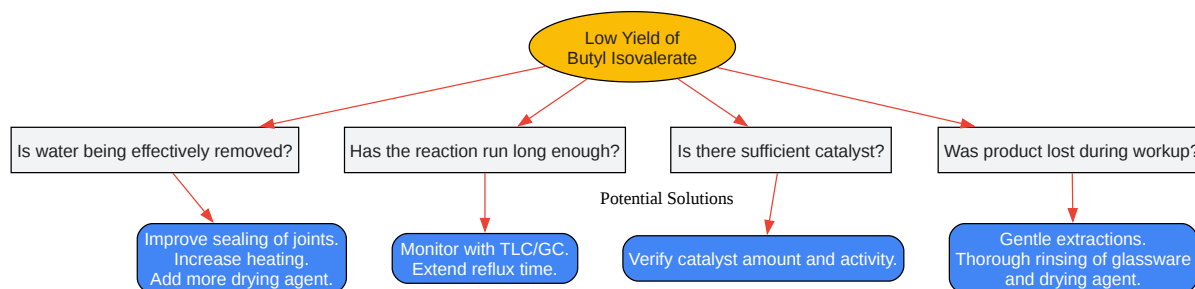 Low Yield of
Butyl Isovalerate
Is water being effectively removed?
Has the reaction run long enough?
Is there sufficient catalyst?
Was product lost during workup?
Potential Solutions
Improve sealing of joints.
Increase heating.
Add more drying agent.
Monitor with TLC/GC.
Extend reflux time.
Verify catalyst amount and activity.
Gentle extractions.
Thorough rinsing of glassware
and drying agent.